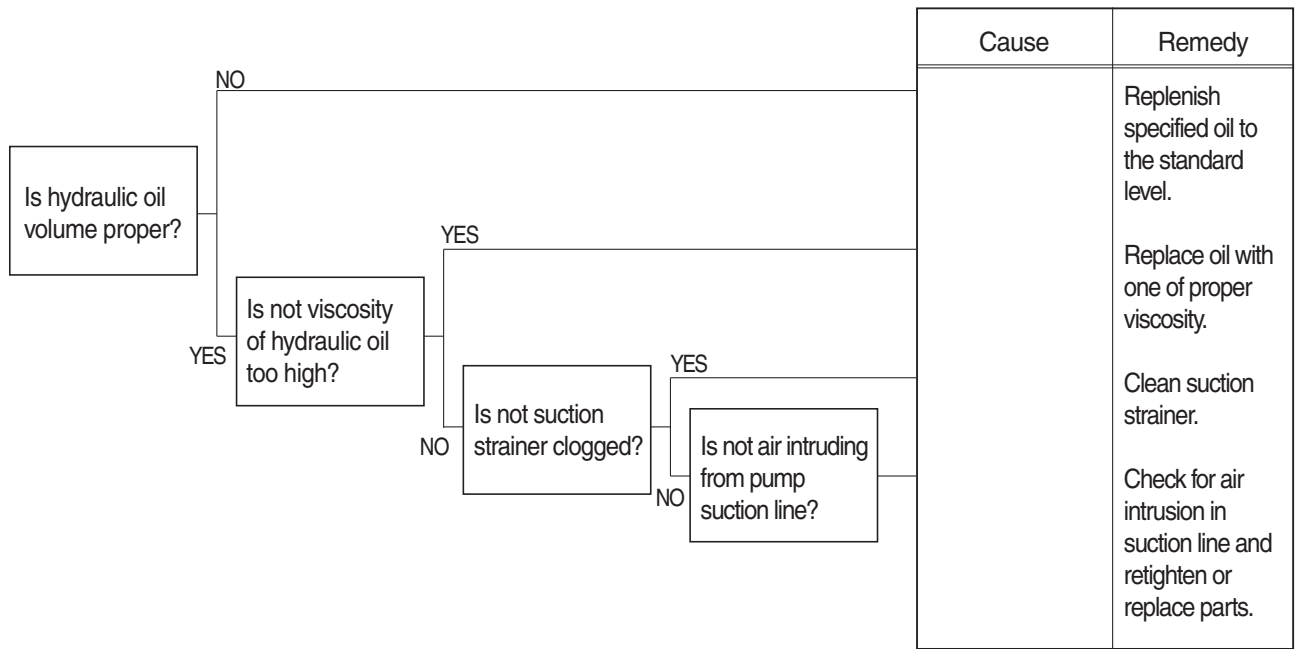 Cause
Remedy
NO
Replenish
specified oil to
the standard
level.
Is hydraulic oil
volume proper?
YES
Replace oil with
one of proper
viscosity.
YES
Is not viscosity
of hydraulic oil
too high?
YES
Clean suction
strainer.
NO
Is not suction
strainer clogged?
NO
Is not air intruding
from pump
suction line?
Check for air
intrusion in
suction line and
retighten or
replace parts.